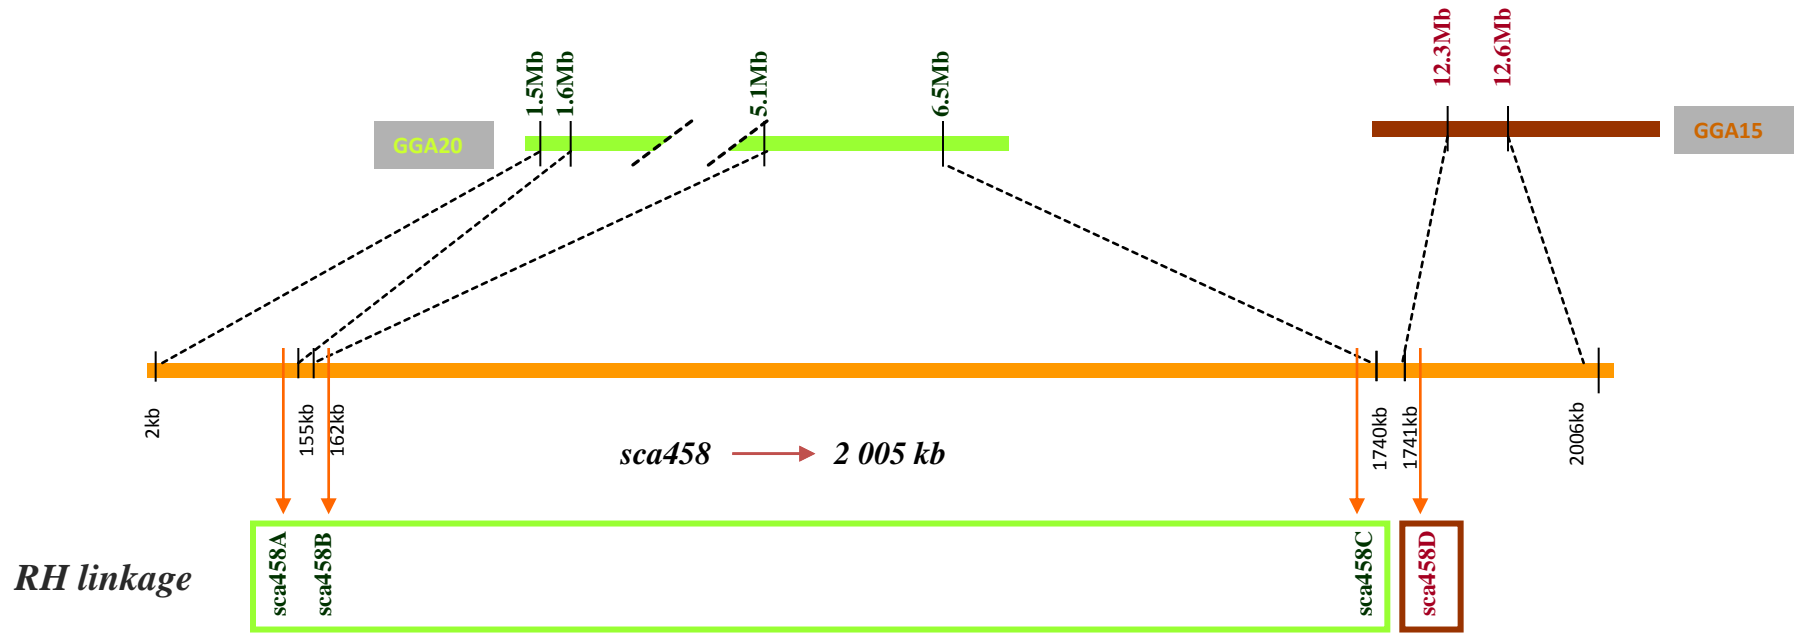 1.5Mb
1.6Mb
5.1Mb
6.5Mb
12.3Mb
12.6Mb
GGA20
GGA15
2kb
155kb
162kb
1740kb
1741kb
2006kb
sca458
2 005 kb
RH linkage
sca458A
sca458B
sca458C
sca458D